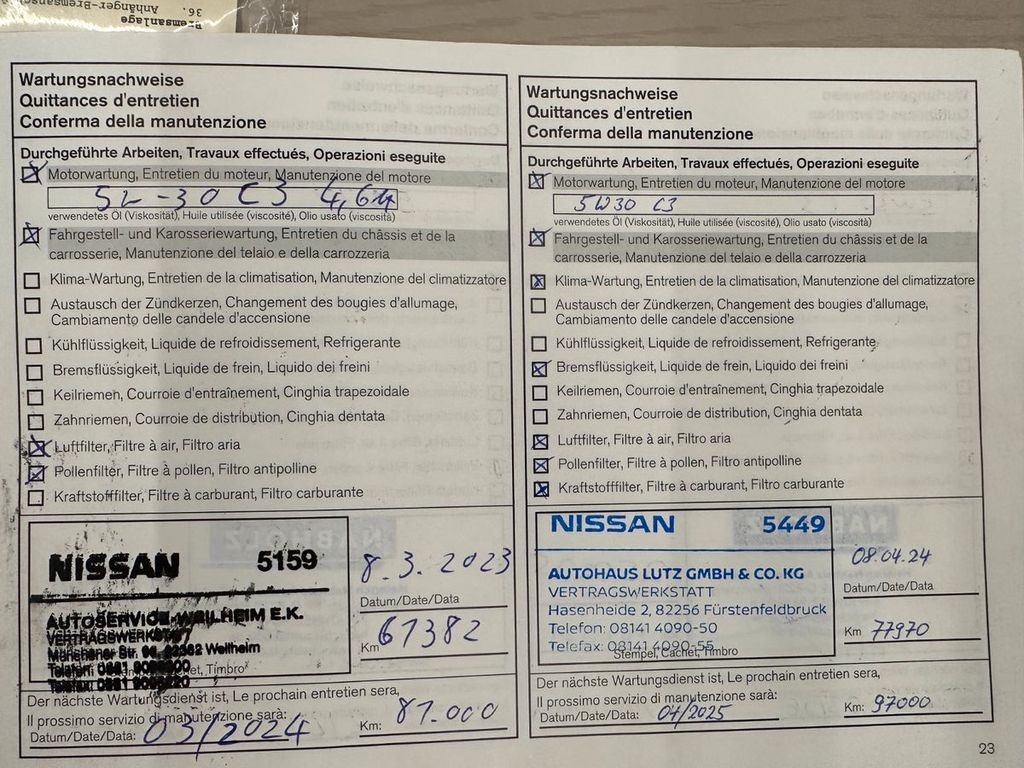 36. Anhänger-Bremsans
Bremsanlage
Wartungsnachweise
Quittances d'entretien
Conferma della manutenzione
Durchgeführte Arbeiten, Travaux effectués, Operazioni eseguite
Motorwartung, Entretien du moteur, Manutenzione del motore
30 C3
verwendetes Öl (Viskosität), Huile utilisée (viscosité), Olio usato (viscosità)
Fahrgestell- und Karosseriewartung, Entretien du châssis et de la
carrosserie, Manutenzione del telaio e della carrozzeria
Klima-Wartung, Entretien de la climatisation, Manutenzione del climatizzatore
Austausch der Zündkerzen, Changement des bougies d'allumage,
Cambiamento delle candele d'accensione
Kühlflüssigkeit, Liquide de refroidissement, Refrigerante
Bremsflüssigkeit, Liquide de frein, Liquido dei freini
Keilriemen, Courroie d'entraînement, Cinghia trapezoidale
Zahnriemen, Courroie de distribution, Cinghia dentata
Luftfilter, Filtre à air, Filtro aria
Pollenfilter, Filtre à pollen, Filtro antipolline
Kraftstofffilter, Filtre à carburant, Filtro carburante
NISSAN 5159
AUTOSERVICE-WEILHEIM E.K.
VERTRAGSWERKSTATT
Münchener Str. 82362 Weilheim
Telefon 0881
Telefax 0881
Timbro
8.3.2023
Datum/Date/Data
Km 61382
Der nächste Wartungsdienst ist, Le prochain entretien sera,
Il prossimo servizio di manutenzione sarà:
Datum/Date/Data: 03/2024
Km: 81.000
Wartungsnachweise
Quittances d'entretien
Conferma della manutenzione
Durchgeführte Arbeiten, Travaux effectués, Operazioni eseguite
Motorwartung, Entretien du moteur, Manutenzione del motore
5W30 C3
verwendetes Öl (Viskosität), Huile utilisée (viscosité), Olio usato (viscosità)
Fahrgestell- und Karosseriewartung, Entretien du châssis et de la
carrosserie, Manutenzione del telaio e della carrozzeria
Klima-Wartung, Entretien de la climatisation, Manutenzione del climatizzatore
Austausch der Zündkerzen, Changement des bougies d'allumage,
Cambiamento delle candele d'accensione
Kühlflüssigkeit, Liquide de refroidissement, Refrigerante
Bremsflüssigkeit, Liquide de frein, Liquido dei freini
Keilriemen, Courroie d'entraînement, Cinghia trapezoidale
Zahnriemen, Courroie de distribution, Cinghia dentata
Luftfilter, Filtre à air, Filtro aria
Pollenfilter, Filtre à pollen, Filtro antipolline
Kraftstofffilter, Filtre à carburant, Filtro carburante
NISSAN 5449
AUTOHAUS LUTZ GMBH & CO. KG
VERTRAGSWERKSTATT
Hasenheide 2, 82256 Fürstenfeldbruck
Telefon: 08141 4090-50
Telefax: 08141 4090-55
Stempel, Cachet, Timbro
08.04.24
Datum/Date/Data
Km 77970
Der nächste Wartungsdienst ist, Le prochain entretien sera,
Il prossimo servizio di manutenzione sarà:
Datum/Date/Data: 04/2025
Km: 97000
23